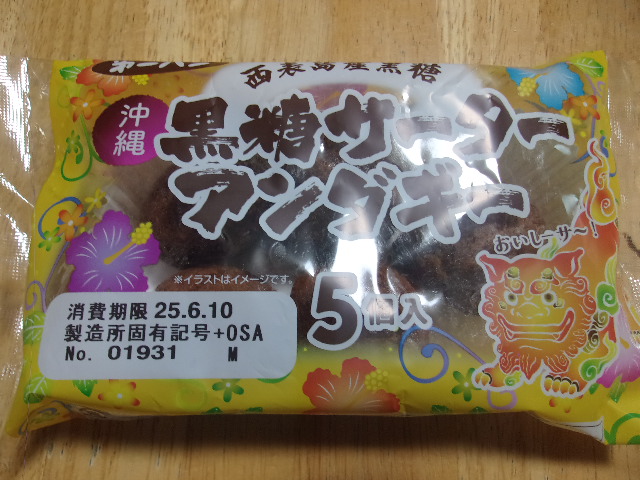 西表島産黒糖
沖縄
黒糖サーター
アンダギー
おいしーサ〜!
※イラストはイメージです。
5個入
消費期限 25.6.10
製造所固有記号+OSA
No. 01931 M